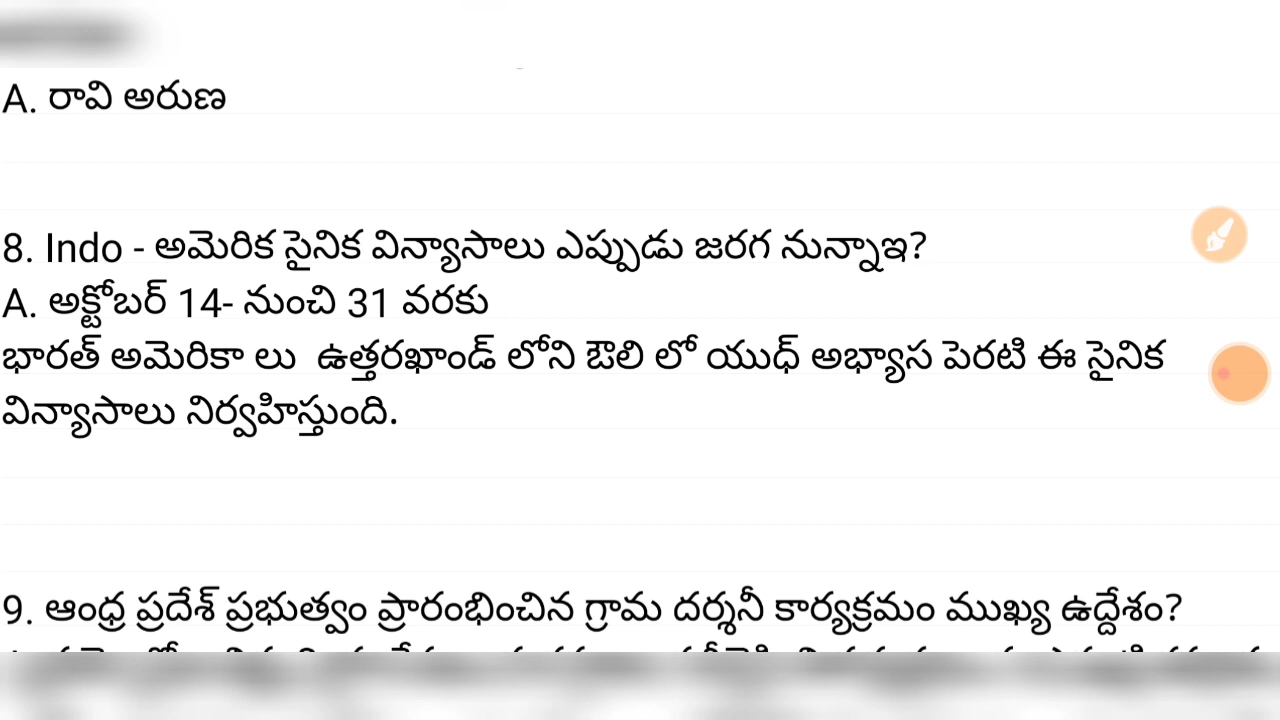 A. రావి అరుణ
8. Indo - అమెరిక సైనిక విన్యాసాలు ఎప్పుడు జరగ నున్నాఇ?
A. అక్టోబర్ 14- నుంచి 31 వరకు
భారత్ అమెరికా లు ఉత్తరఖాండ్ లోని ఔలి లో యుధ్ అభ్యాస పెరటి ఈ సైనిక
విన్యాసాలు నిర్వహిస్తుంది.
9. ఆంధ్ర ప్రదేశ్ ప్రభుత్వం ప్రారంభించిన గ్రామ దర్శనీ కార్యక్రమం ముఖ్య ఉద్దేశం?